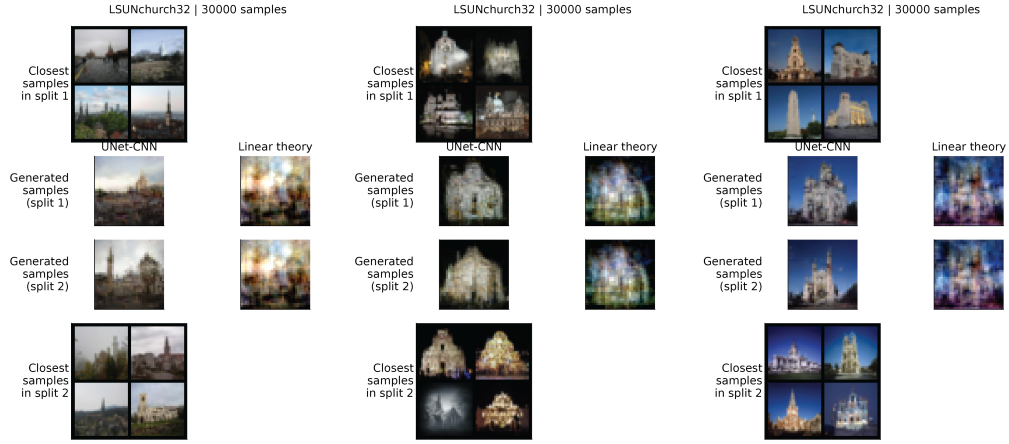 LSUNchurch32 | 30000 samples
Closest
samples
in split 1
UNet-CNN
Linear theory
Generated
samples
(split 1)
Generated
samples
(split 2)
Closest
samples
in split 2
LSUNchurch32 | 30000 samples
Closest
samples
in split 1
UNet-CNN
Linear theory
Generated
samples
(split 1)
Generated
samples
(split 2)
Closest
samples
in split 2
LSUNchurch32 | 30000 samples
Closest
samples
in split 1
UNet-CNN
Linear theory
Generated
samples
(split 1)
Generated
samples
(split 2)
Closest
samples
in split 2